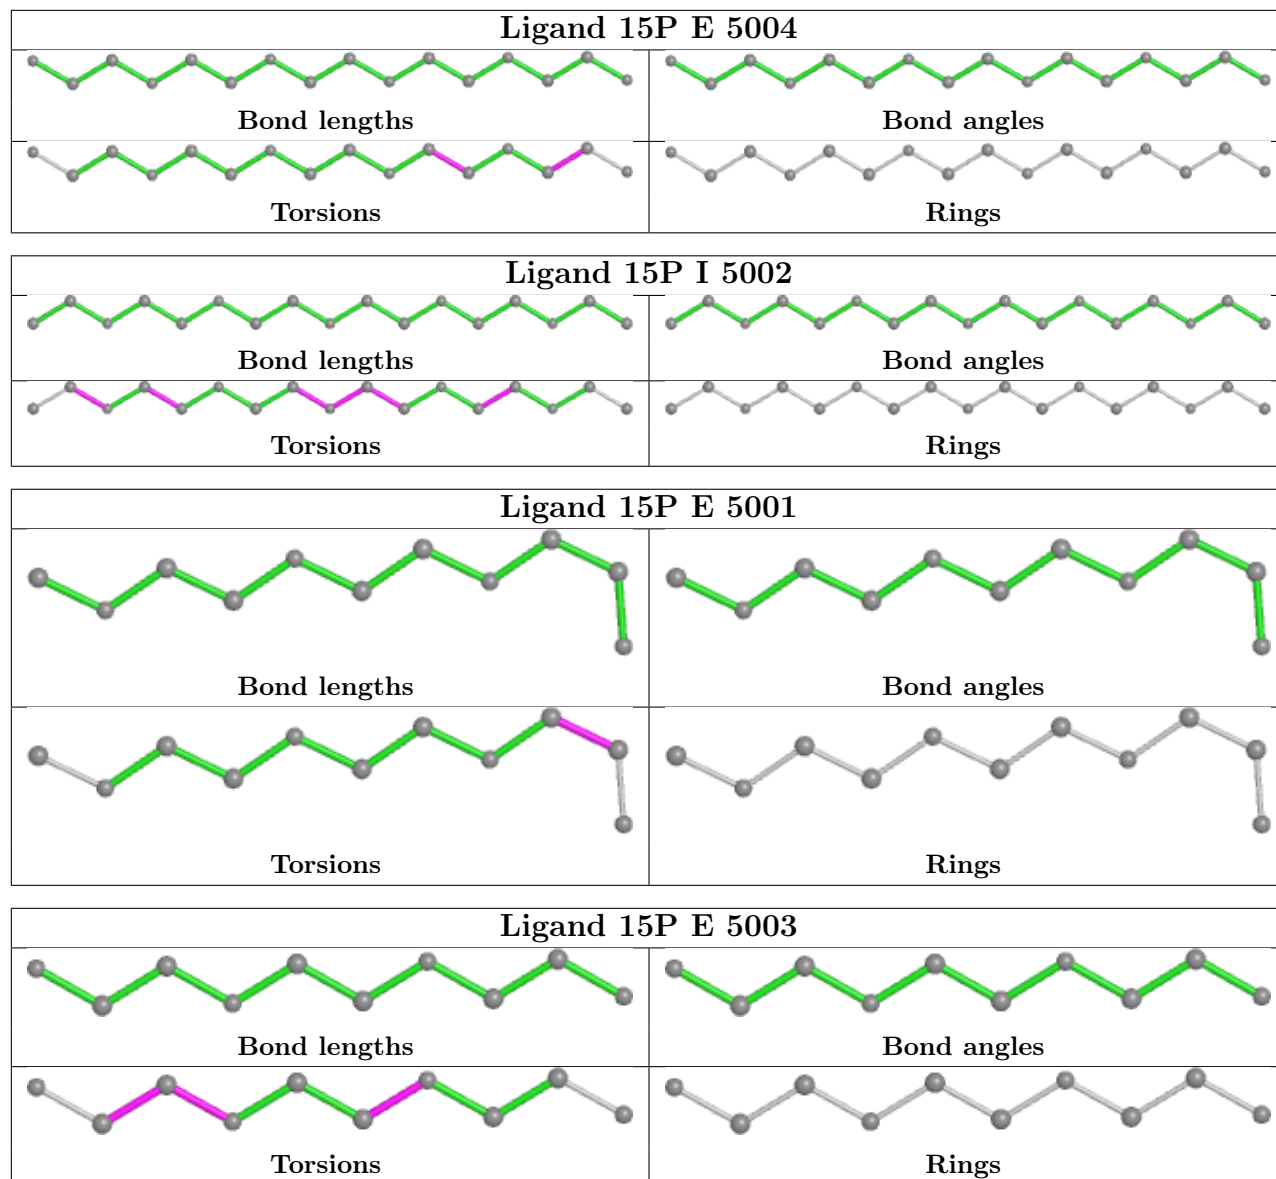 Ligand 15P E 5004
Bond lengths
Bond angles
Torsions
Rings
Ligand 15P I 5002
Bond lengths
Bond angles
Torsions
Rings
Ligand 15P E 5001
Bond lengths
Bond angles
Torsions
Rings
Ligand 15P E 5003
Bond lengths
Bond angles
Torsions
Rings